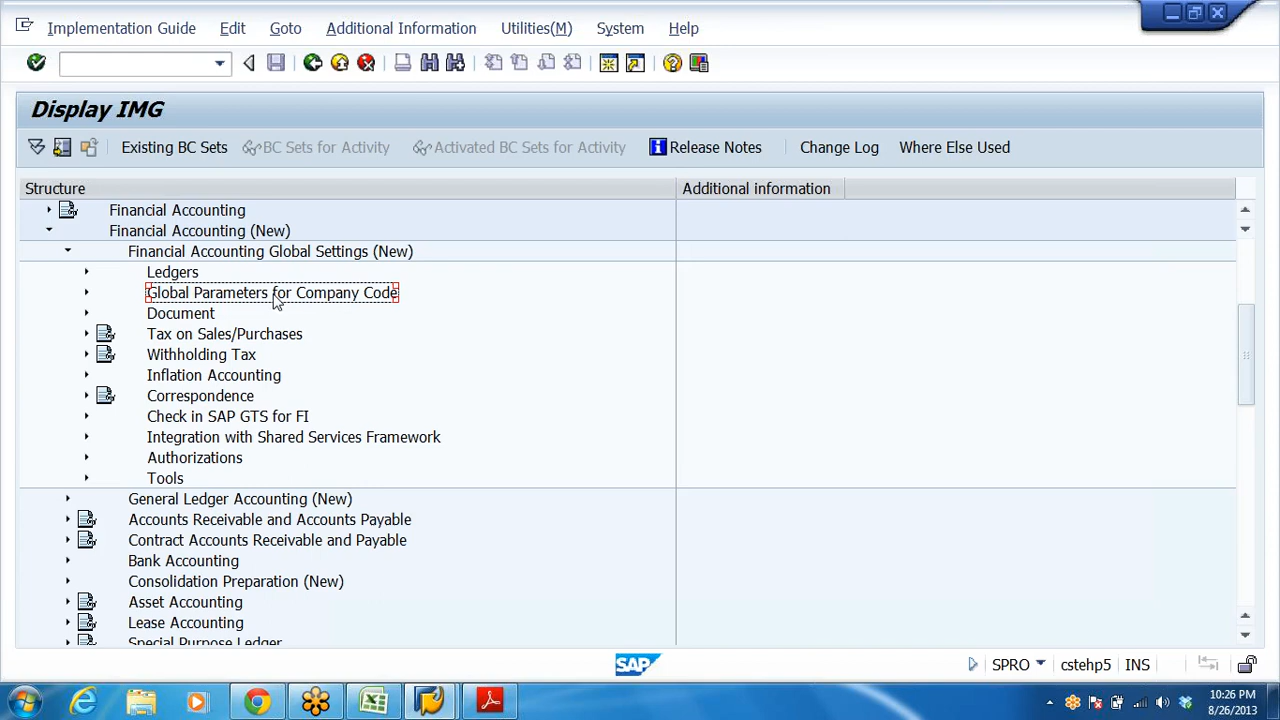 Implementation Guide Edit Goto Additional Information Utilities(M) System Help
Display IMG
Existing BC Sets BC Sets for Activity Activated BC Sets for Activity Release Notes Change Log Where Else Used
Structure Additional information
Financial Accounting
Financial Accounting (New)
Financial Accounting Global Settings (New)
Ledgers
Global Parameters for Company Code
Document
Tax on Sales/Purchases
Withholding Tax
Inflation Accounting
Correspondence
Check in SAP GTS for FI
Integration with Shared Services Framework
Authorizations
Tools
General Ledger Accounting (New)
Accounts Receivable and Accounts Payable
Contract Accounts Receivable and Payable
Bank Accounting
Consolidation Preparation (New)
Asset Accounting
Lease Accounting
Special Purpose Ledger
SAP SPRO cstehp5 INS
10:26 PM
8/26/2013